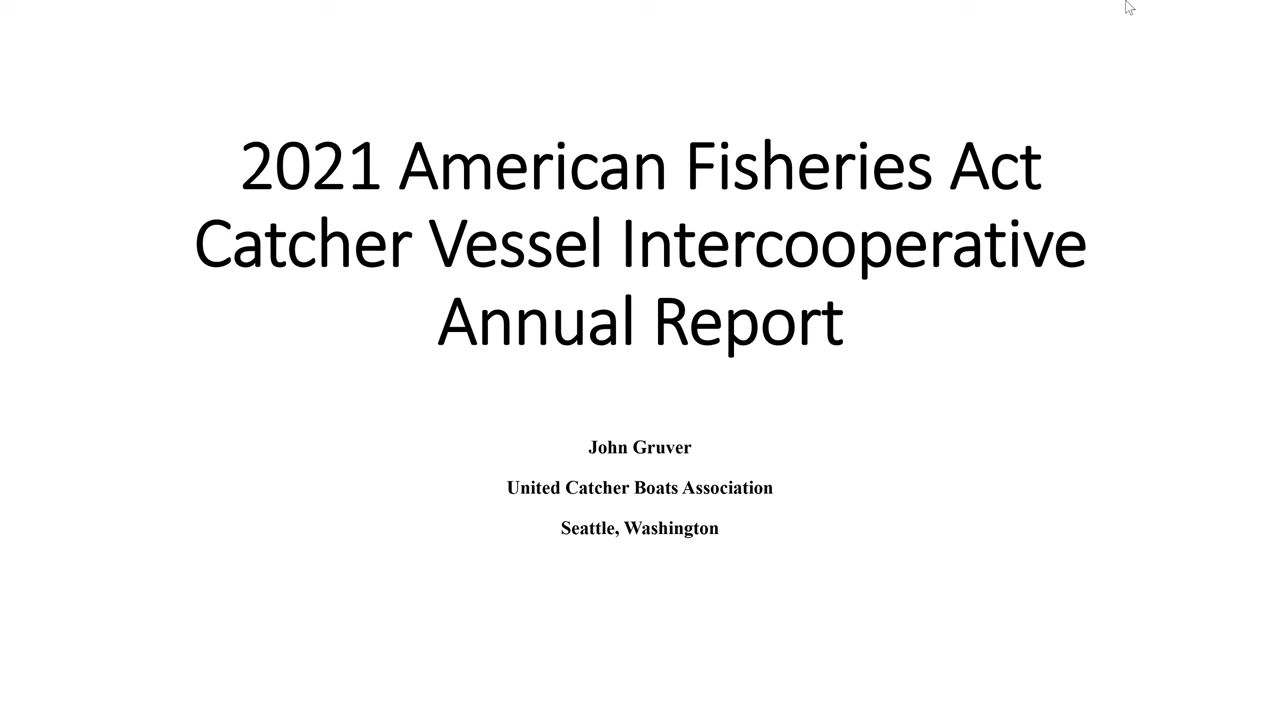 2021 American Fisheries Act
Catcher Vessel Intercooperative
Annual Report
John Gruver
United Catcher Boats Association
Seattle, Washington